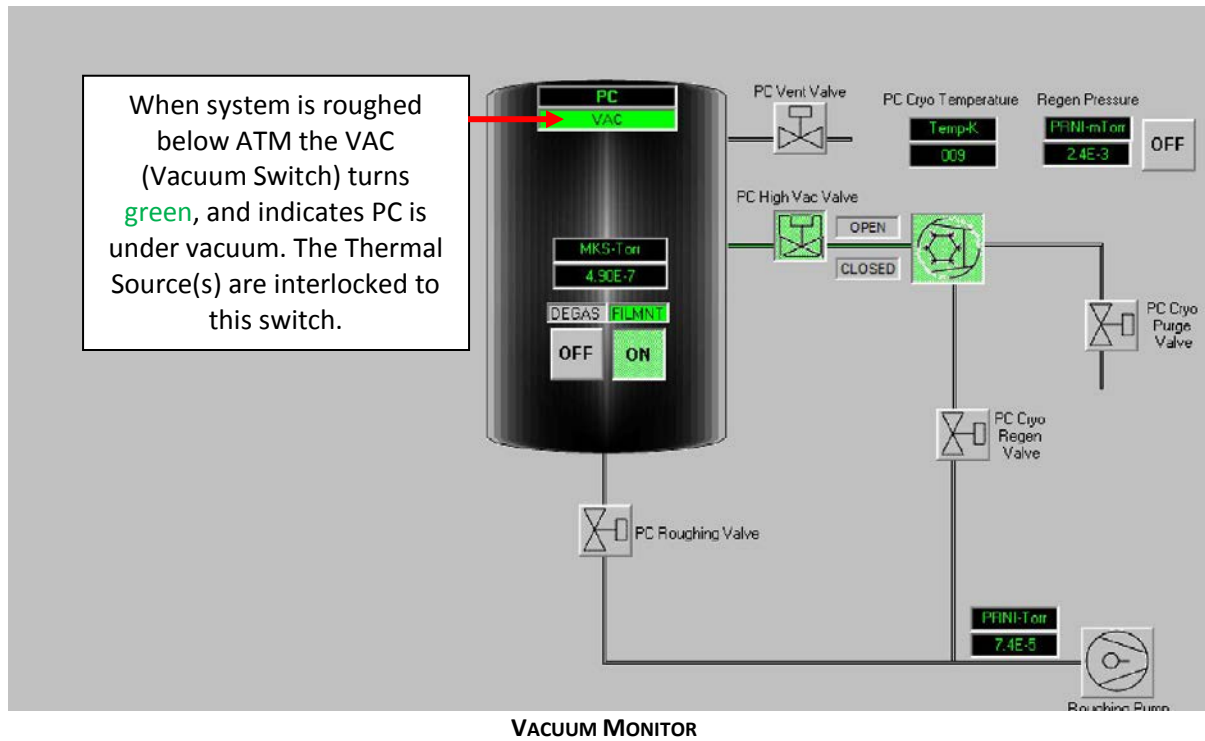 When system is roughed
below ATM the VAC
(Vacuum Switch) turns
green, and indicates PC is
under vacuum. The Thermal
Source(s) are interlocked to
this switch.
PC
VAC
MKS-Torr
4.90E-7
DEGAS FILMNT
OFF ON
PC Vent Valve
PC Cryo Temperature
Temp-K
009
Regen Pressure
PRNI-mTorr
2.4E-3
OFF
PC High Vac Valve
OPEN
CLOSED
PC Cryo
Purge
Valve
PC Cryo
Regen
Valve
PC Roughing Valve
PRNI-Torr
7.4E-5
Roughing Pump
VACUUM MONITOR